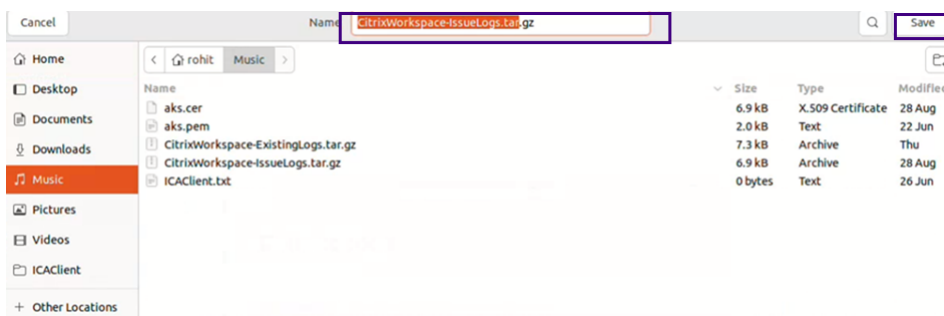 Cancel Name CitrixWorkspace-IssueLogs.tar.gz Save
Home rohit Music
Desktop Name Size Type Modified
aks.cer 6.9 kB X.509 Certificate 28 Aug
Documents aks.pem 2.0 kB Text 22 Jun
Downloads CitrixWorkspace-ExistingLogs.tar.gz 7.3 kB Archive Thu
CitrixWorkspace-IssueLogs.tar.gz 6.9 kB Archive 28 Aug
Music ICAClient.txt 0 bytes Text 26 Jun
Pictures
Videos
ICAClient
+ Other Locations